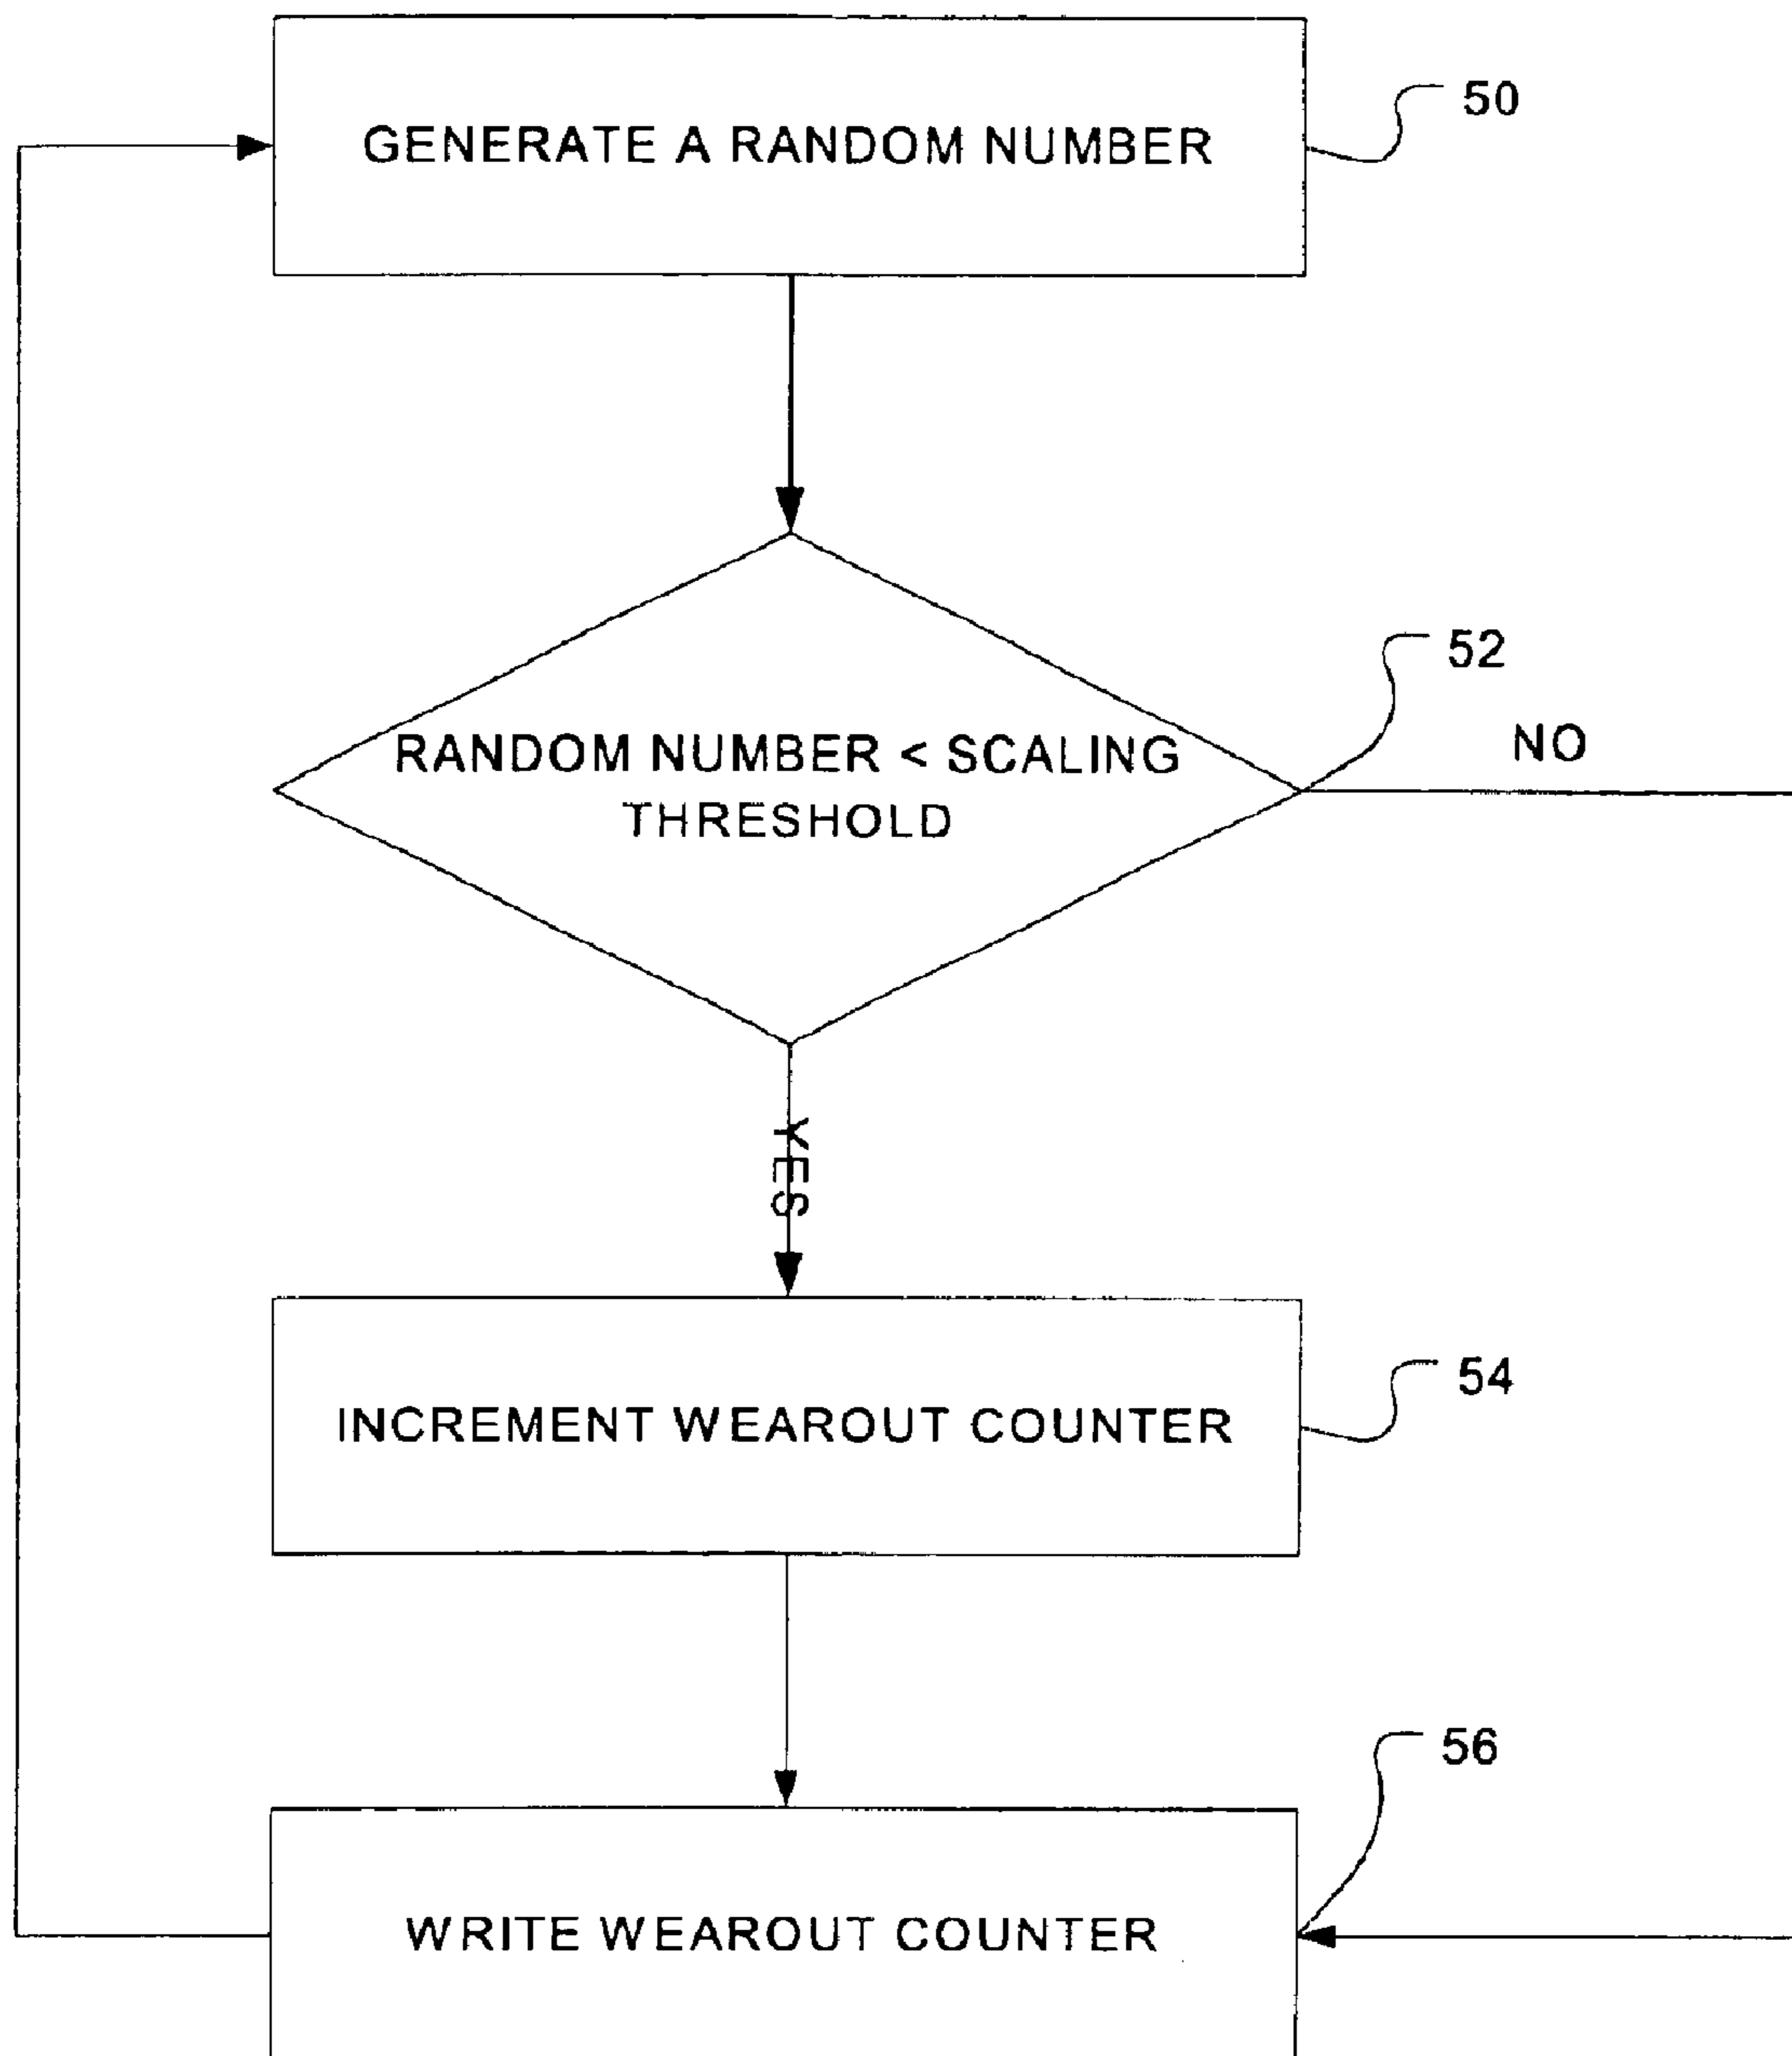 GENERATE A RANDOM NUMBER
50
52
NO
RANDOM NUMBER < SCALING
THRESHOLD
YES
54
INCREMENT WEAROUT COUNTER
56
WRITE WEAROUT COUNTER